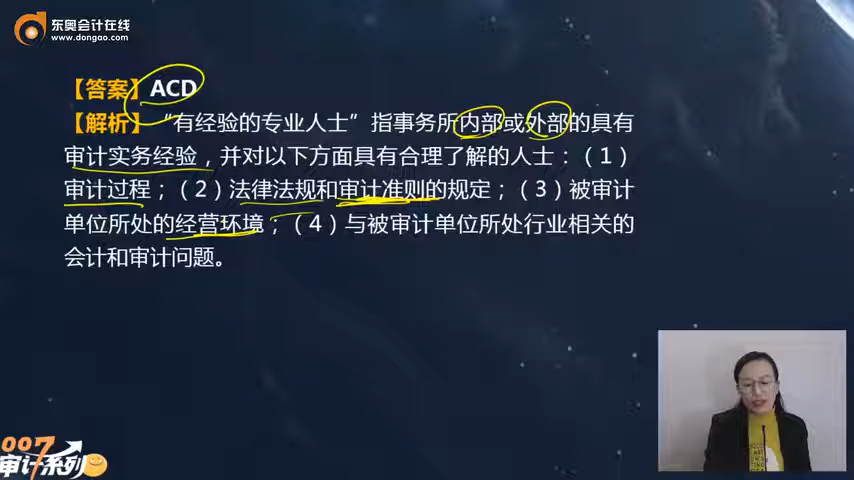 东奥会计在线
www.dongao.com
【答案】ACD
【解析】“有经验的专业人士”指事务所内部或外部的具有
审计实务经验，并对以下方面具有合理了解的人士：（1）
审计过程；（2）法律法规和审计准则的规定；（3）被审计
单位所处的经营环境；（4）与被审计单位所处行业相关的
会计和审计问题。
007
审计系列